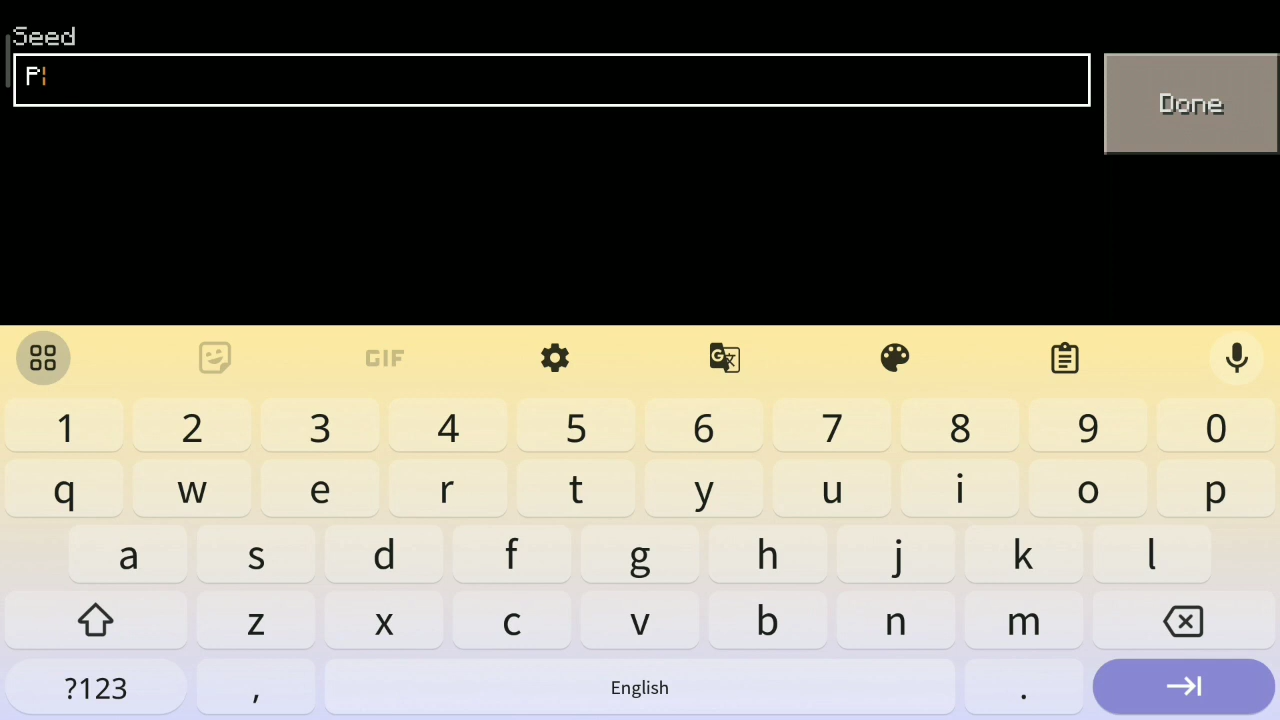 Seed
P
Done
GIF
G
1 2 3 4 5 6 7 8 9 0
q w e r t y u i o p
a s d f g h j k l
z x c v b n m
?123 , English .